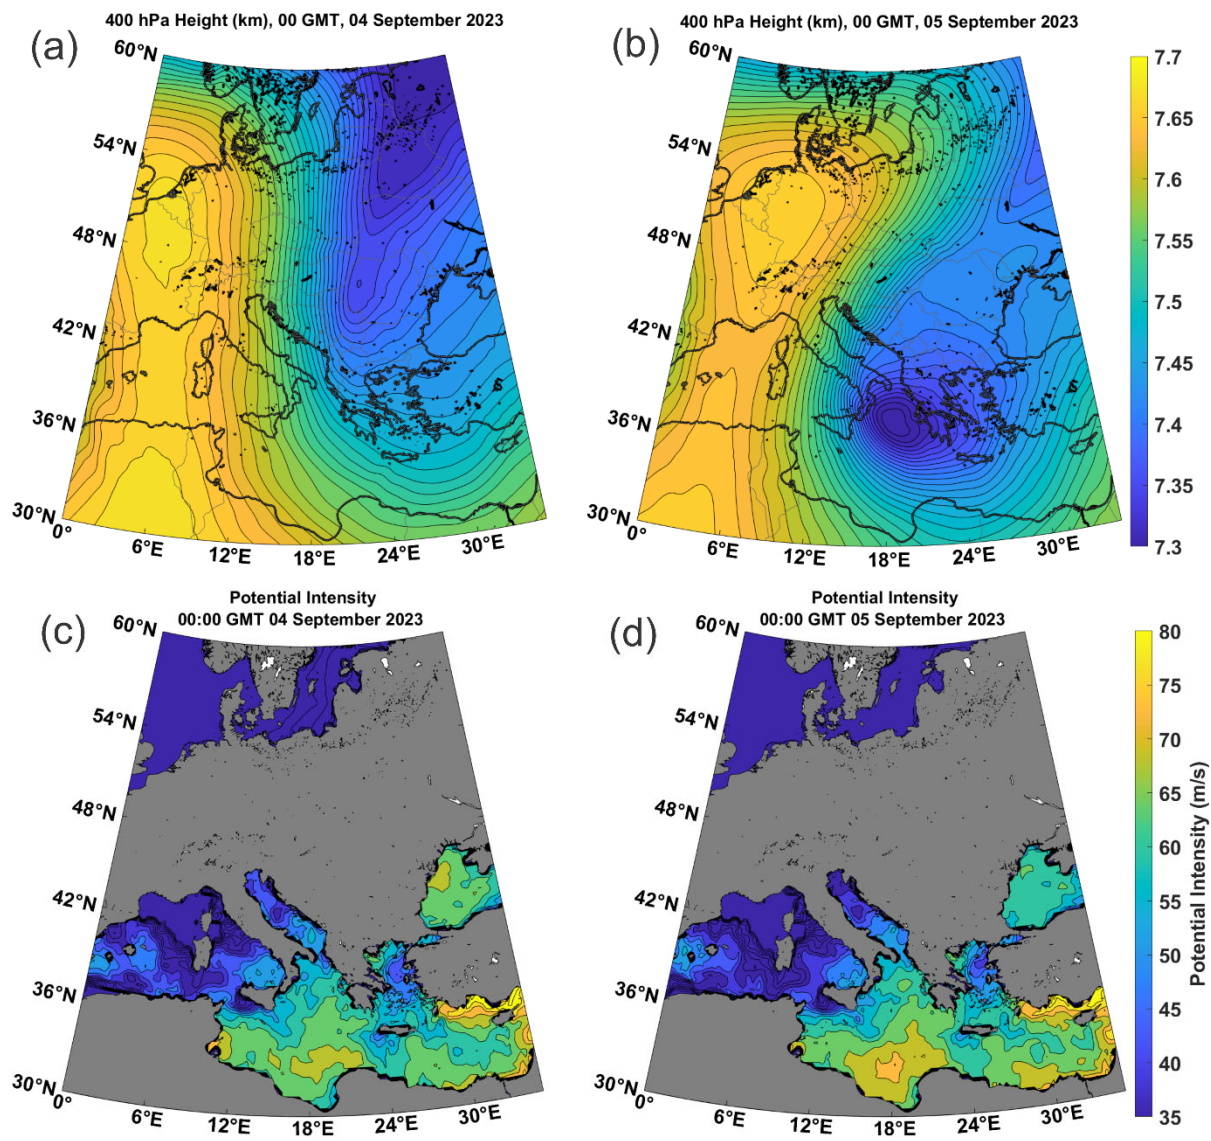 400 hPa Height (km), 00 GMT, 04 September 2023
(a)
60°N
54°N
48°N
42°N
36°N
30°N
0°
6°E
12°E
18°E
24°E
30°E
400 hPa Height (km), 00 GMT, 05 September 2023
(b)
60°N
54°N
48°N
42°N
36°N
30°N
0°
6°E
12°E
18°E
24°E
30°E
7.7
7.65
7.6
7.55
7.5
7.45
7.4
7.35
7.3
Potential Intensity
00:00 GMT 04 September 2023
(c)
60°N
54°N
48°N
42°N
36°N
30°N
0°
6°E
12°E
18°E
24°E
30°E
Potential Intensity
00:00 GMT 05 September 2023
(d)
60°N
54°N
48°N
42°N
36°N
30°N
0°
6°E
12°E
18°E
24°E
30°E
80
75
70
65
60
55
50
45
40
35
Potential Intensity (m/s)